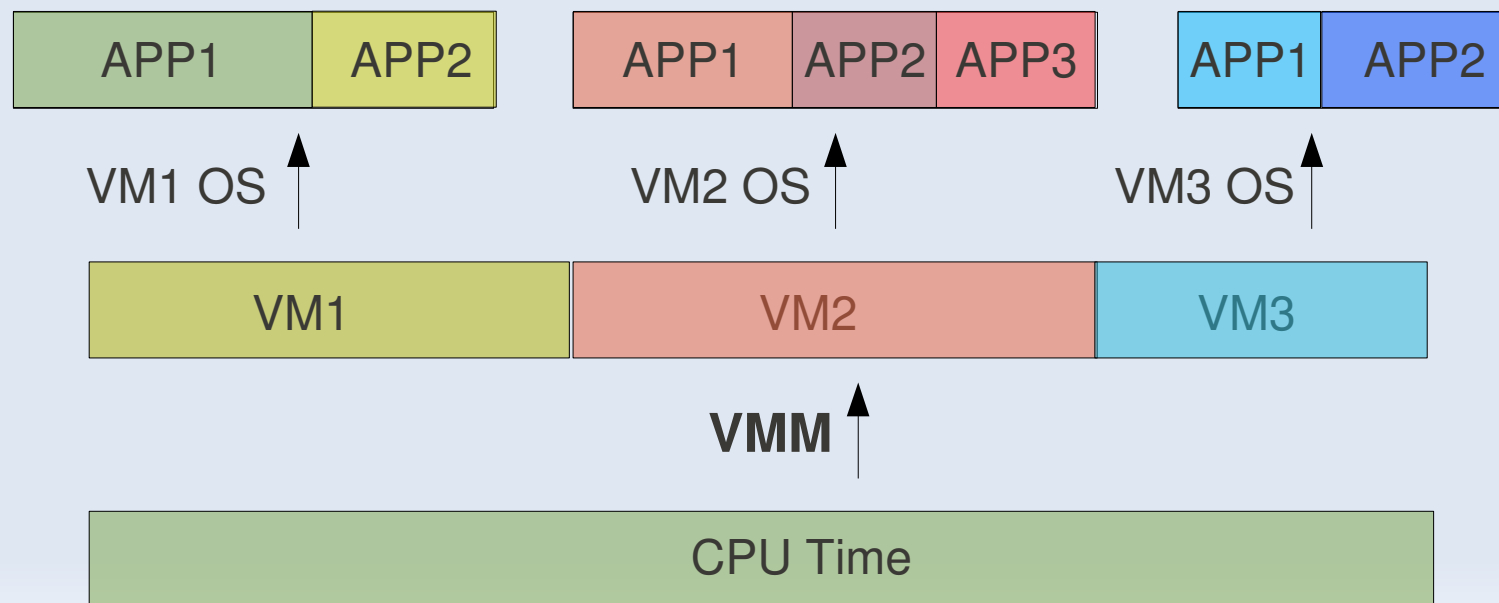 APP1 APP2 APP1 APP2 APP3 APP1 APP2
VM1 OS VM2 OS VM3 OS
VM1 VM2 VM3
VMM
CPU Time